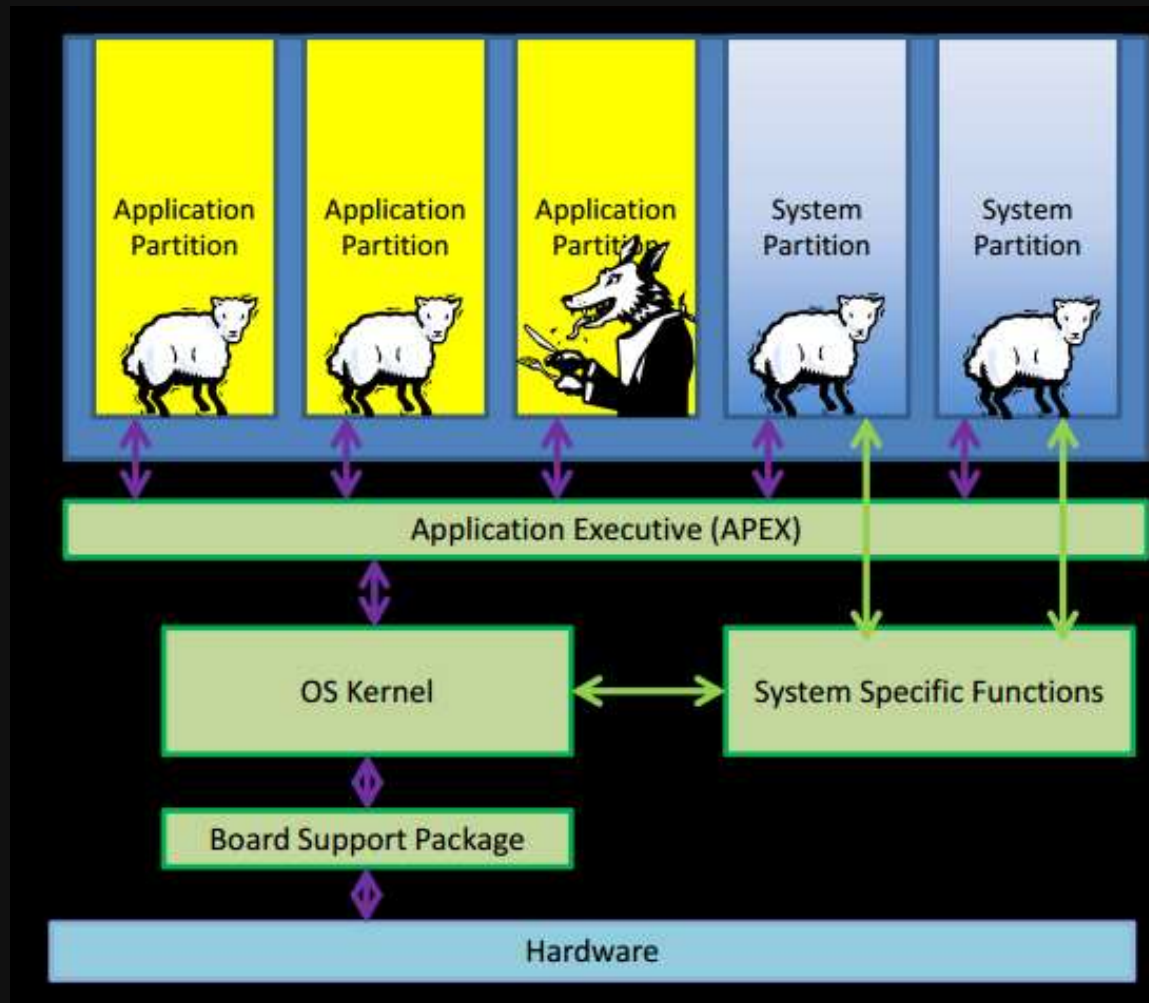 Application
Partition
Application
Partition
Application
Partition
System
Partition
System
Partition
Application Executive (APEX)
OS Kernel
System Specific Functions
Board Support Package
Hardware